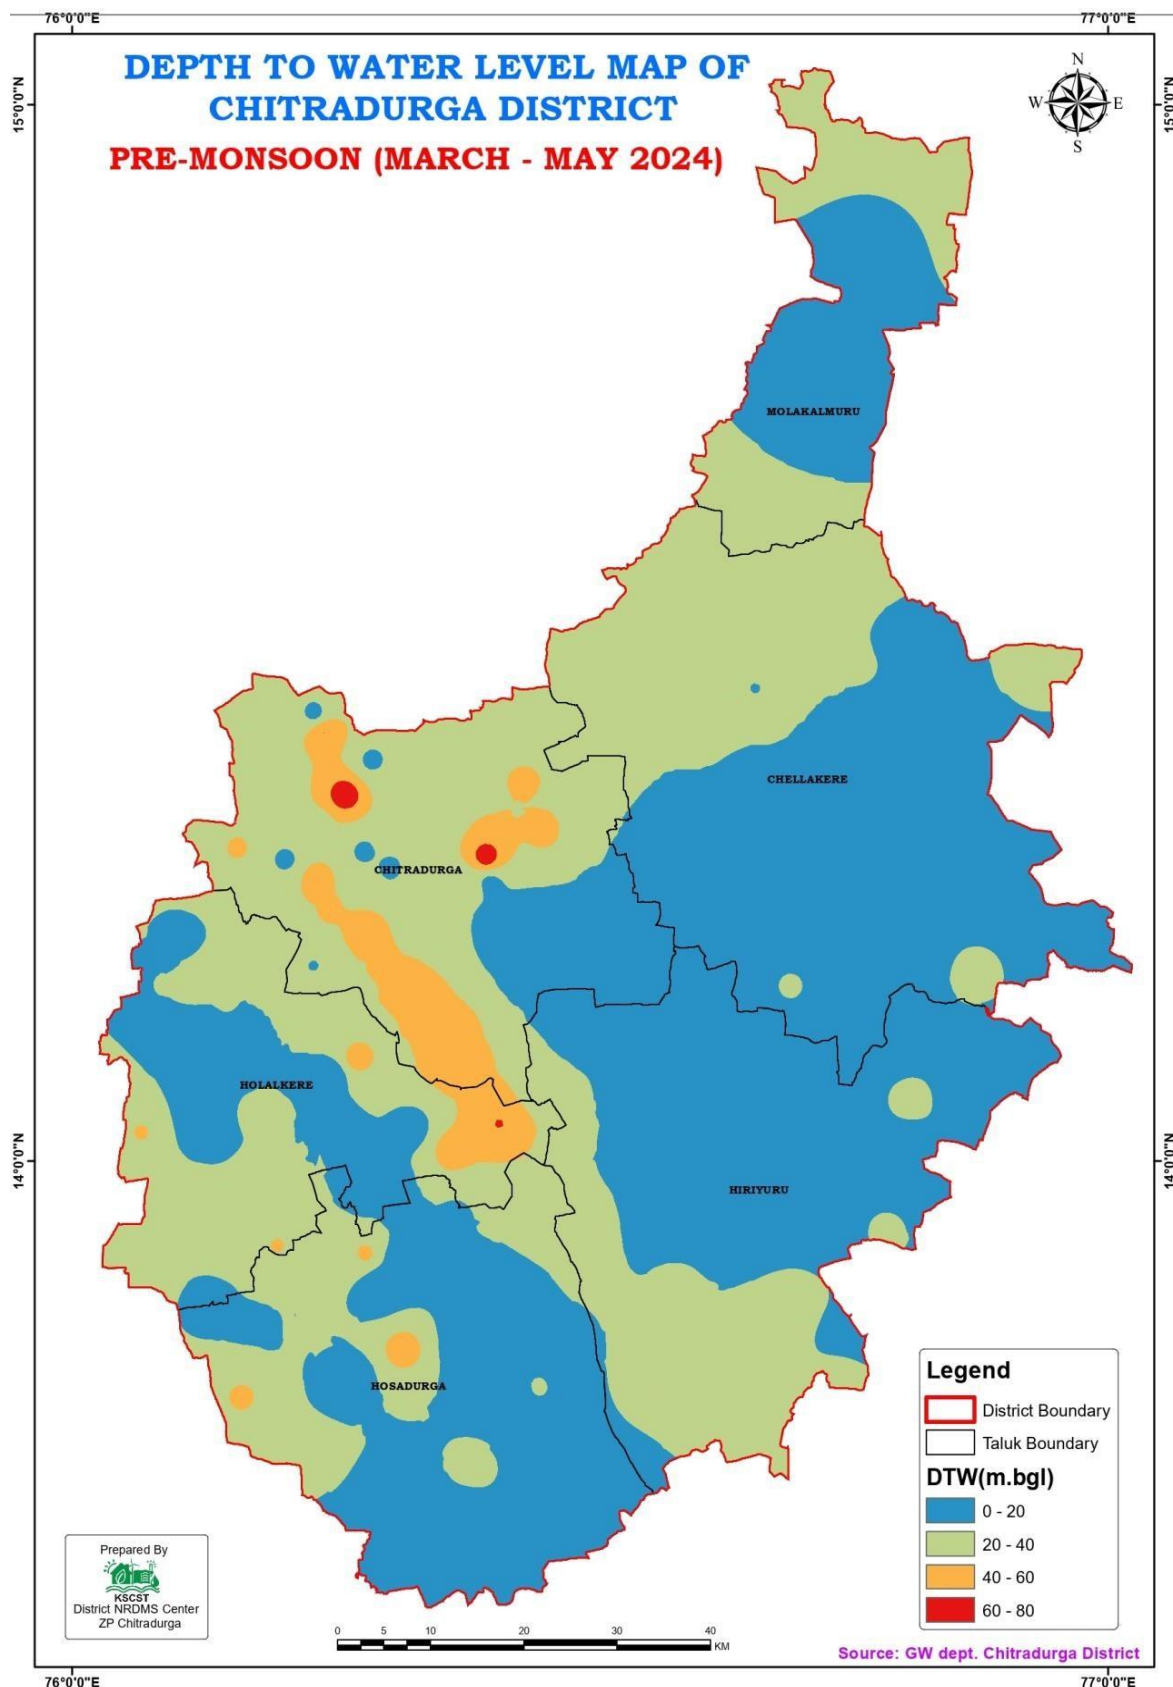 76°0'0"E
77°0'0"E
DEPTH TO WATER LEVEL MAP OF
CHITRADURGA DISTRICT
PRE-MONSOON (MARCH - MAY 2024)
N
W
E
S
15°0'0"N
15°0'0"N
MOLAKALMURU
CHELLAKERE
CHITRADURGA
HOLALKERE
14°0'0"N
14°0'0"N
HIRIYURU
HOSADURGA
Legend
District Boundary
Taluk Boundary
DTW(m.bgl)
0 - 20
20 - 40
40 - 60
60 - 80
Prepared By
KSCST
District NRDMS Center
ZP Chitradurga
0 5 10 20 30 40
KM
Source: GW dept. Chitradurga District
76°0'0"E
77°0'0"E